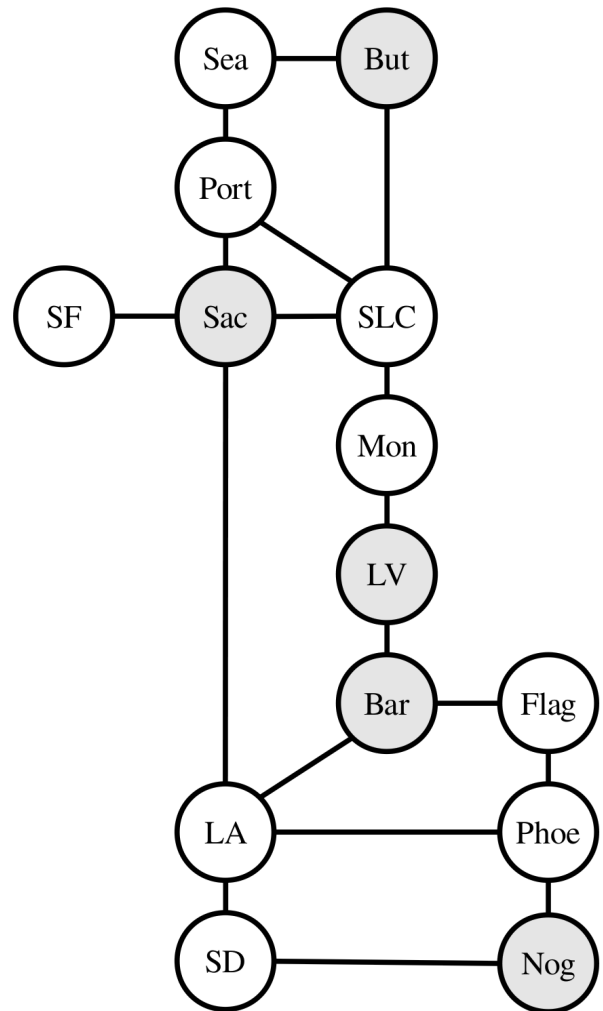 Sea But
Port
SF Sac SLC
Mon
LV
Bar Flag
LA Phoe
SD Nog